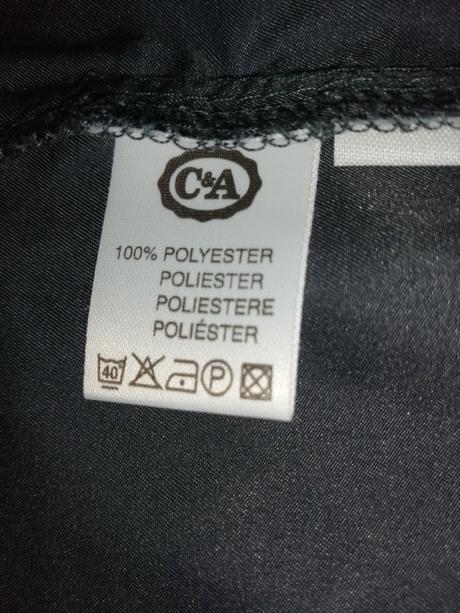 C&A
100% POLYESTER
POLIESTER
POLIESTERE
POLIÉSTER
40° P